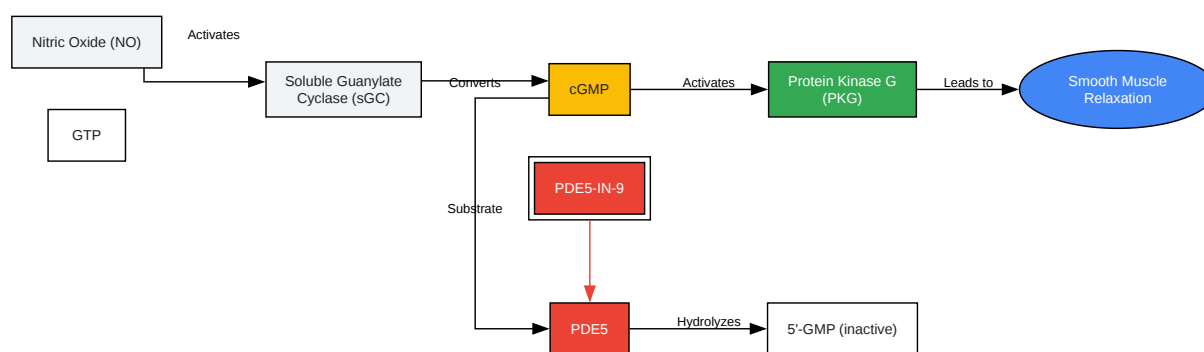 Nitric Oxide (NO)
Activates
Soluble Guanylate
Cyclase (sGC)
Converts
cGMP
Activates
Protein Kinase G
(PKG)
Leads to
Smooth Muscle
Relaxation
GTP
PDE5-IN-9
Substrate
PDE5
Hydrolyzes
5'-GMP (inactive)